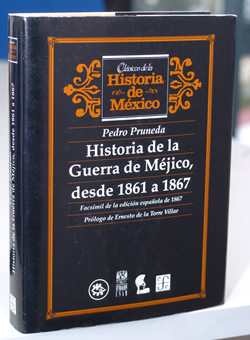 Clásicos de la
Historia
de
México
Pedro Pruneda
Historia de la
Guerra de Méjico,
desde 1861 a 1867
Facsímil de la edición española de 1867
Prólogo de Ernesto de la Torre Villar
Historia de la Guerra de Méjico, desde 1861 a 1867